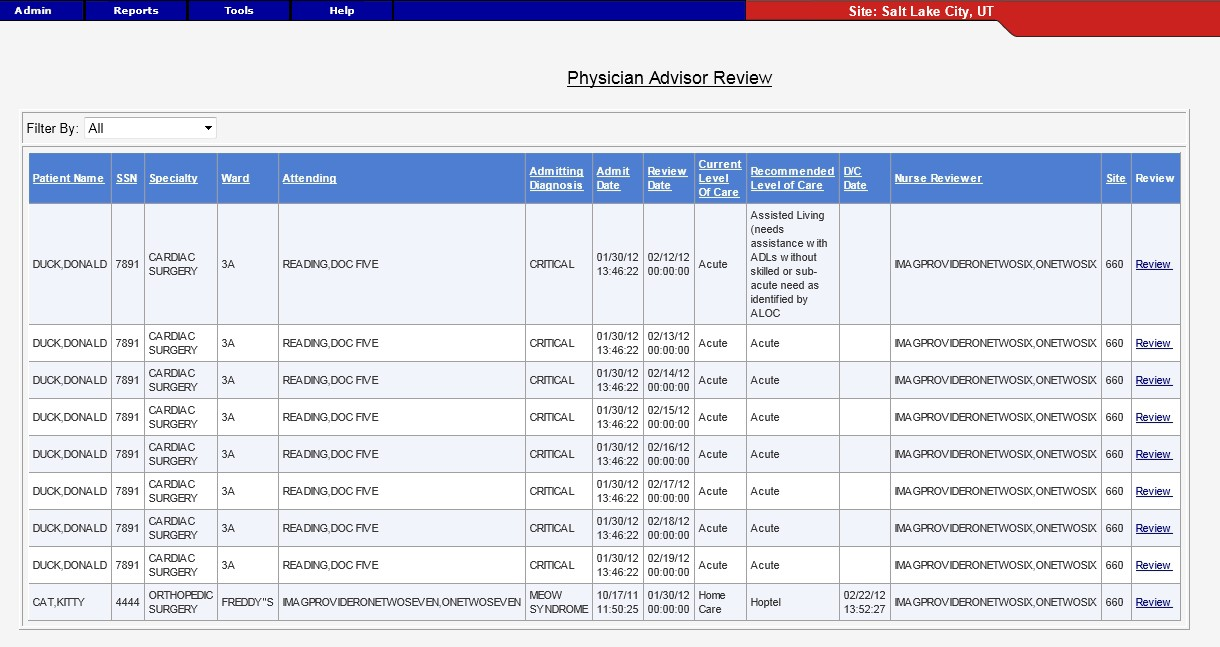 Admin Reports Tools Help Site: Salt Lake City, UT
Physician Advisor Review
Filter By: All
Patient Name SSN Specialty Ward Attending Admitting Diagnosis Admit Date Review Date Current Level Of Care Recommended Level of Care D/C Date Nurse Reviewer Site Review
DUCK,DONALD 7891 CARDIAC SURGERY 3A READING,DOC FIVE CRITICAL 01/30/12 13:46:22 02/12/12 00:00:00 Acute Assisted Living (needs assistance with ADLs without skilled or sub-acute need as identified by ALOC IMAGPROVIDERONETWOSIX,ONETWOSIX 660 Review
DUCK,DONALD 7891 CARDIAC SURGERY 3A READING,DOC FIVE CRITICAL 01/30/12 13:46:22 02/13/12 00:00:00 Acute Acute IMAGPROVIDERONETWOSIX,ONETWOSIX 660 Review
DUCK,DONALD 7891 CARDIAC SURGERY 3A READING,DOC FIVE CRITICAL 01/30/12 13:46:22 02/14/12 00:00:00 Acute Acute IMAGPROVIDERONETWOSIX,ONETWOSIX 660 Review
DUCK,DONALD 7891 CARDIAC SURGERY 3A READING,DOC FIVE CRITICAL 01/30/12 13:46:22 02/15/12 00:00:00 Acute Acute IMAGPROVIDERONETWOSIX,ONETWOSIX 660 Review
DUCK,DONALD 7891 CARDIAC SURGERY 3A READING,DOC FIVE CRITICAL 01/30/12 13:46:22 02/16/12 00:00:00 Acute Acute IMAGPROVIDERONETWOSIX,ONETWOSIX 660 Review
DUCK,DONALD 7891 CARDIAC SURGERY 3A READING,DOC FIVE CRITICAL 01/30/12 13:46:22 02/17/12 00:00:00 Acute Acute IMAGPROVIDERONETWOSIX,ONETWOSIX 660 Review
DUCK,DONALD 7891 CARDIAC SURGERY 3A READING,DOC FIVE CRITICAL 01/30/12 13:46:22 02/18/12 00:00:00 Acute Acute IMAGPROVIDERONETWOSIX,ONETWOSIX 660 Review
DUCK,DONALD 7891 CARDIAC SURGERY 3A READING,DOC FIVE CRITICAL 01/30/12 13:46:22 02/19/12 00:00:00 Acute Acute IMAGPROVIDERONETWOSIX,ONETWOSIX 660 Review
CAT,KITTY 4444 ORTHOPEDIC SURGERY FREDDY"S IMAGPROVIDERONETWOSEVEN,ONETWOSEVEN MEOW SYNDROME 10/17/11 11:50:25 01/30/12 00:00:00 Home Care Hoptel 02/22/12 13:52:27 IMAGPROVIDERONETWOSIX,ONETWOSIX 660 Review